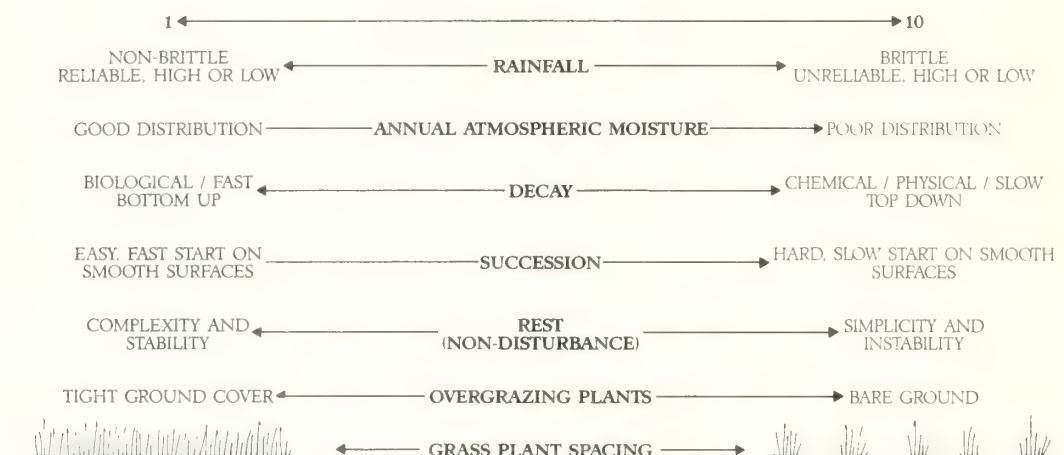 1 10
NON-BRITTLE
RELIABLE, HIGH OR LOW
RAINFALL
BRITTLE
UNRELIABLE, HIGH OR LOW
GOOD DISTRIBUTION ANNUAL ATMOSPHERIC MOISTURE POOR DISTRIBUTION
BIOLOGICAL / FAST
BOTTOM UP
DECAY
CHEMICAL / PHYSICAL / SLOW
TOP DOWN
EASY, FAST START ON
SMOOTH SURFACES
SUCCESSION
HARD, SLOW START ON SMOOTH
SURFACES
COMPLEXITY AND
STABILITY
REST
(NON-DISTURBANCE)
SIMPLICITY AND
INSTABILITY
TIGHT GROUND COVER OVERGRAZING PLANTS BARE GROUND
GRASS PLANT SPACING